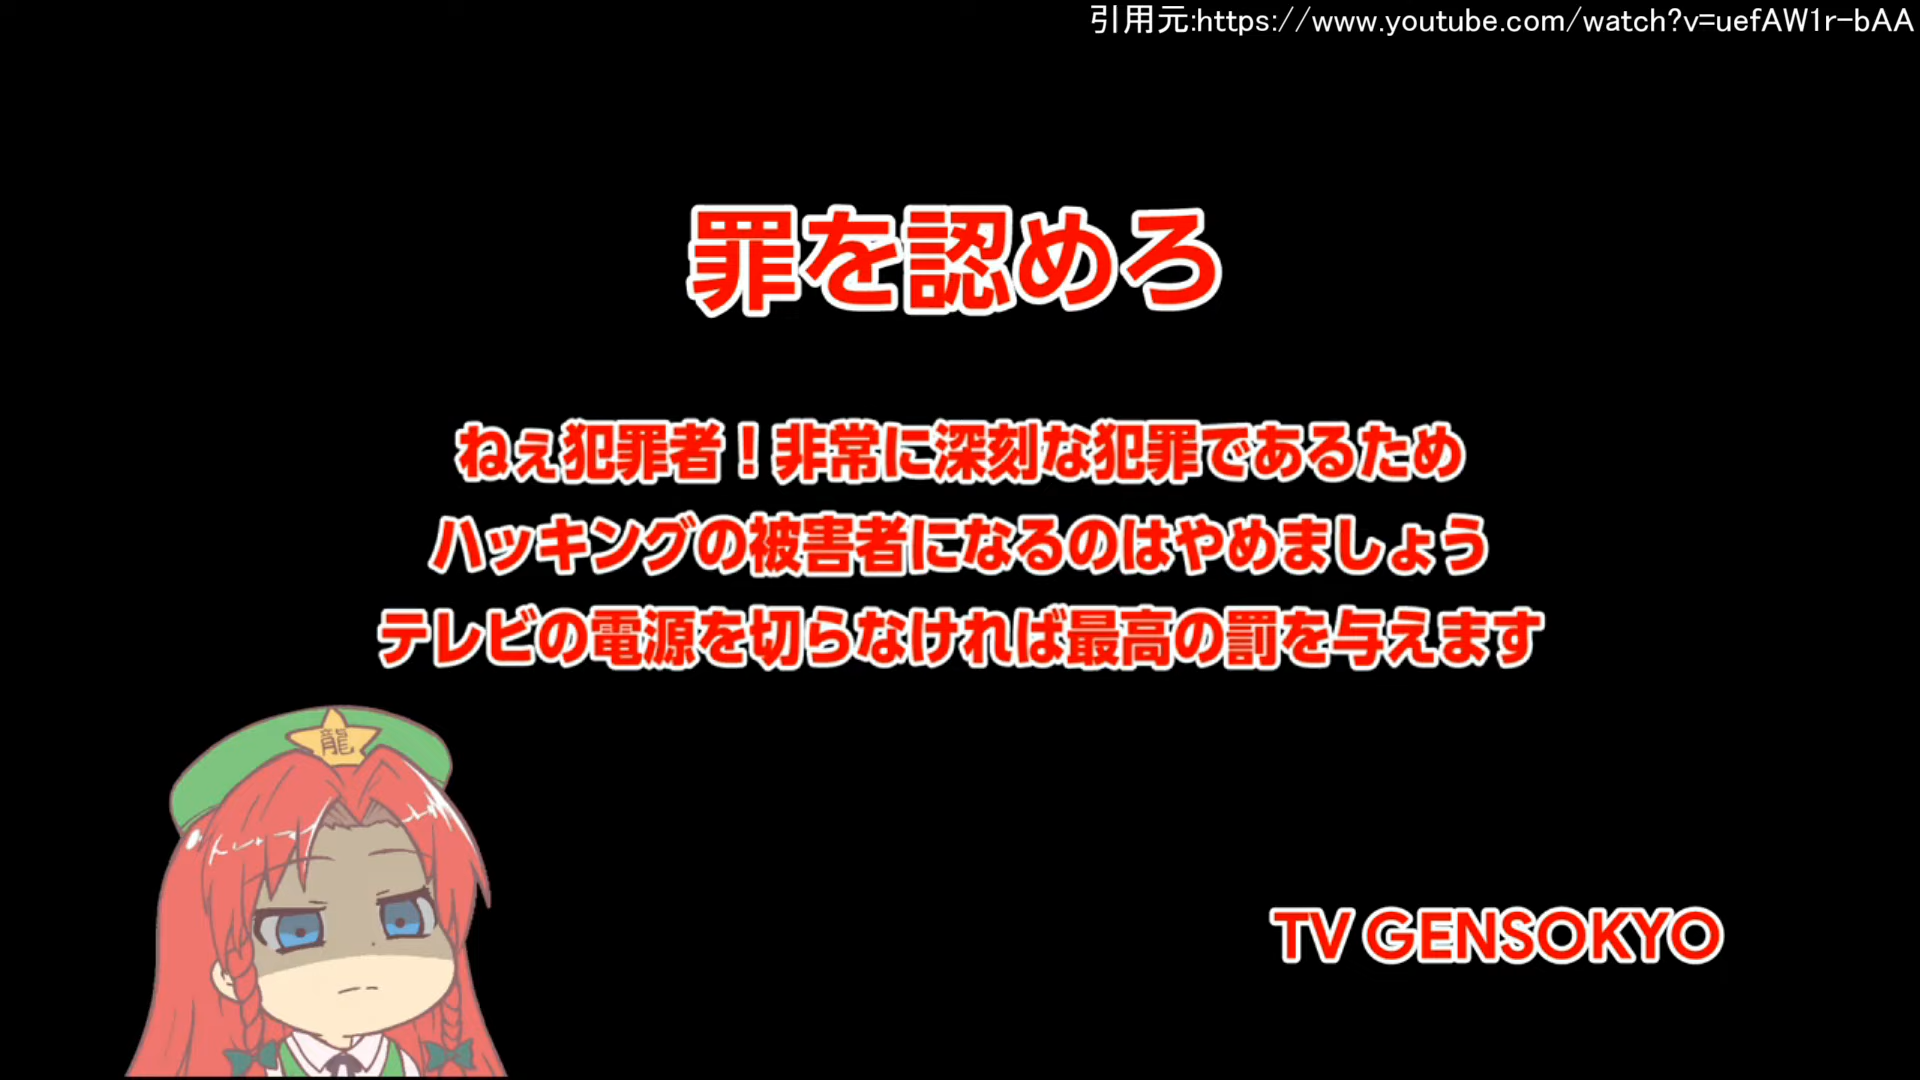 引用元:https://www.youtube.com/watch?v=uefAW1r-bAA
罪を認めろ
ねぇ犯罪者！非常に深刻な犯罪であるため
ハッキングの被害者になるのはやめましょう
テレビの電源を切らなければ最高の罰を与えます
龍
TV GENSOKYO